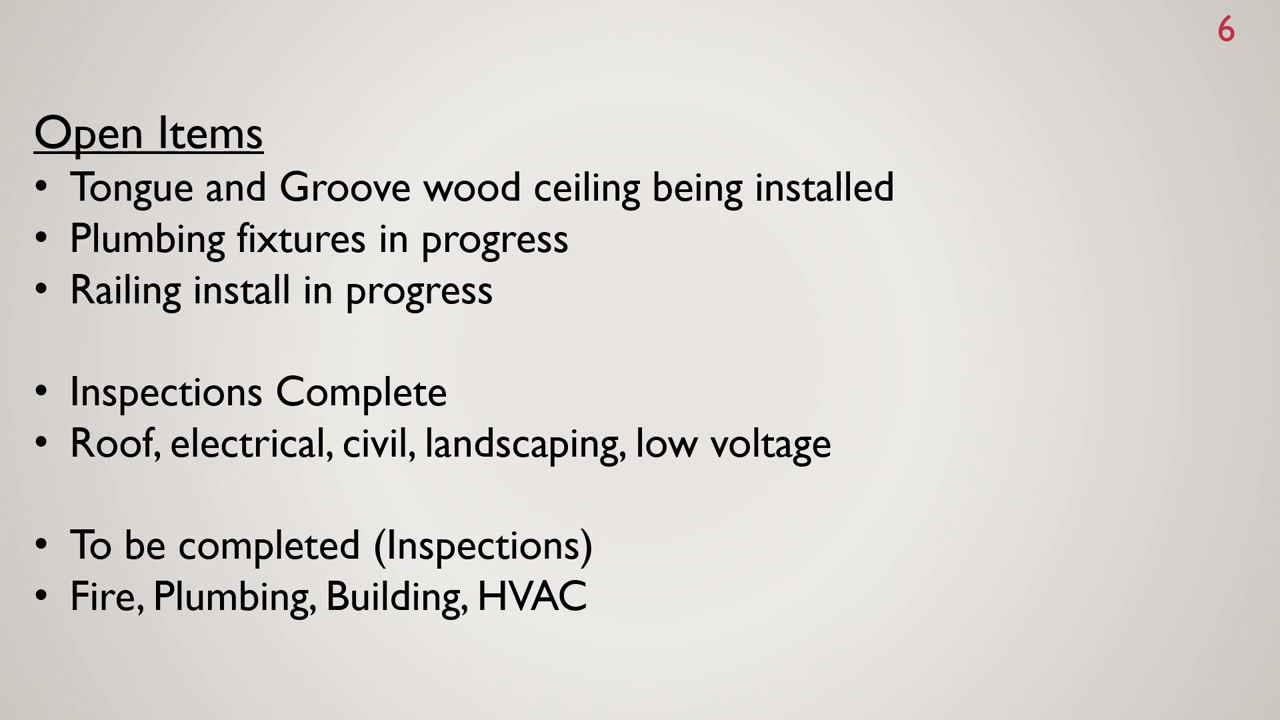 6
Open Items
• Tongue and Groove wood ceiling being installed
• Plumbing fixtures in progress
• Railing install in progress
• Inspections Complete
• Roof, electrical, civil, landscaping, low voltage
• To be completed (Inspections)
• Fire, Plumbing, Building, HVAC